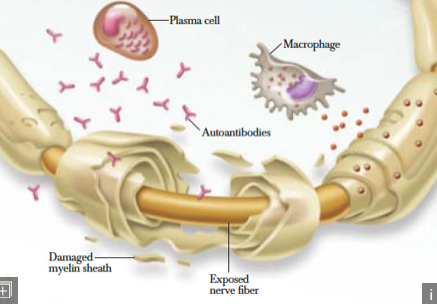 Plasma cell
Macrophage
Autoantibodies
Damaged
myelin sheath
Exposed
nerve fiber
i